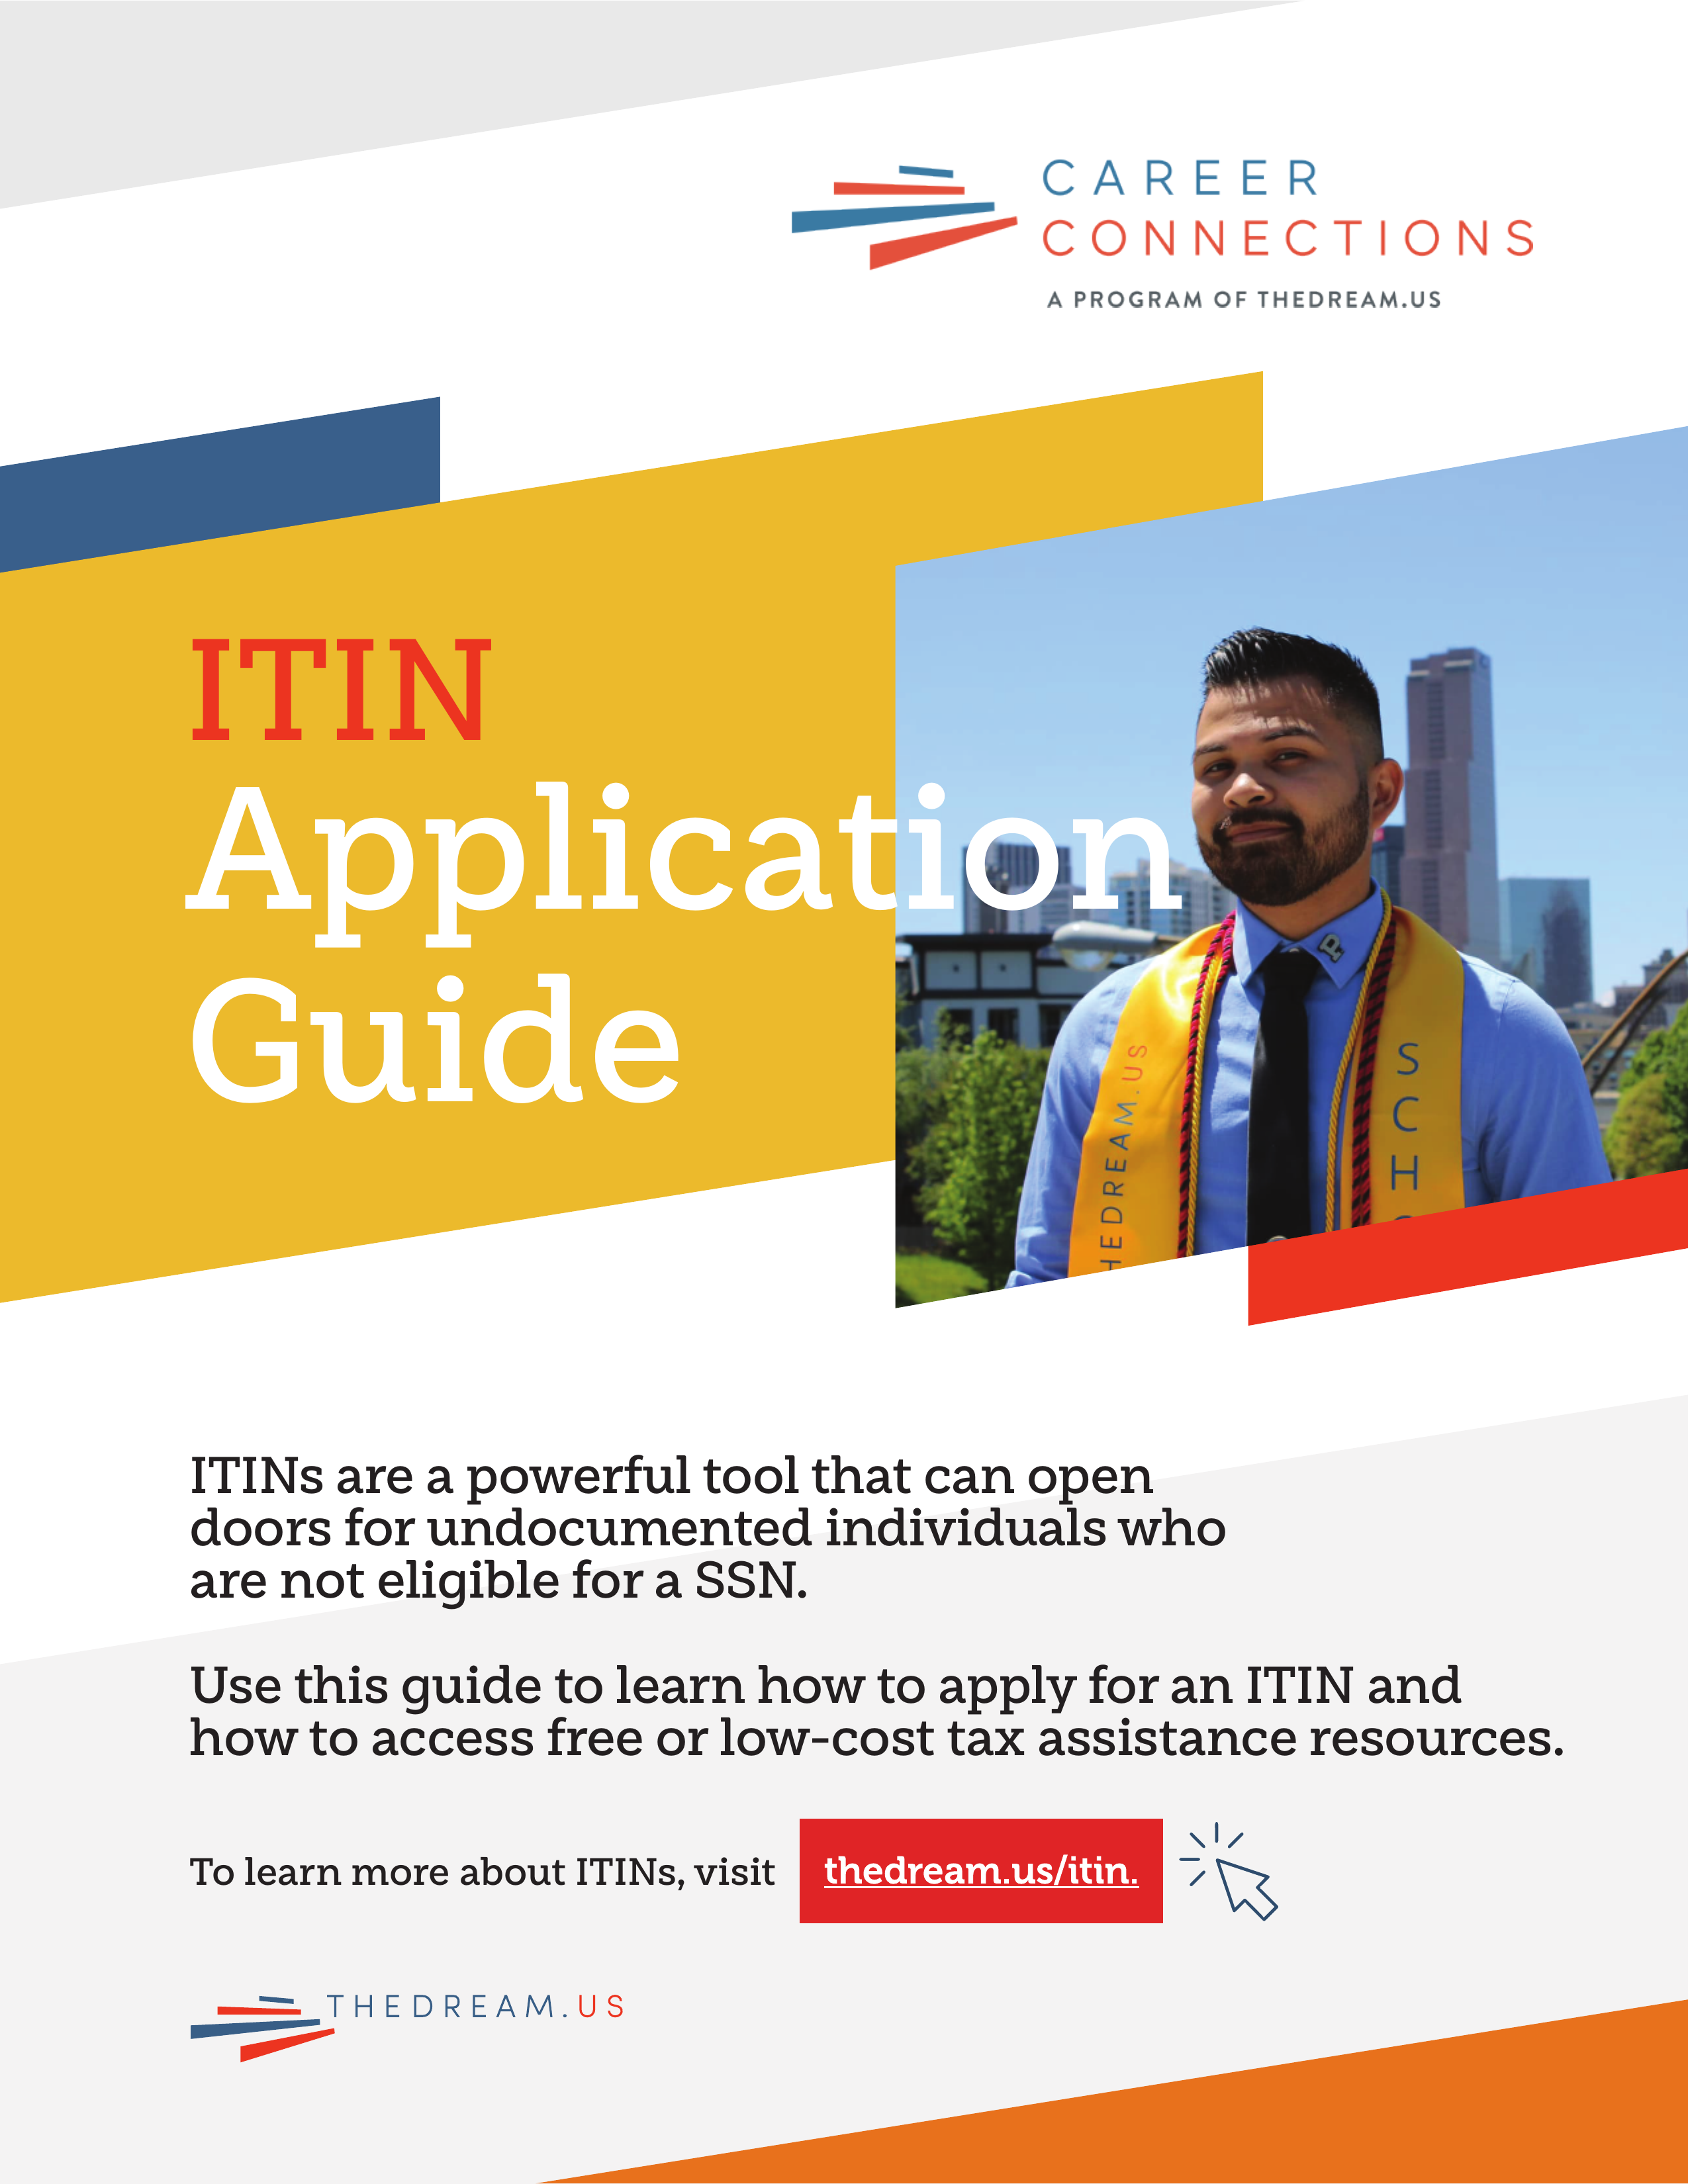 CAREER
CONNECTIONS
A PROGRAM OF THEDREAM.US
ITIN
Application
Guide
HEDREAM.US
SCH
ITINs are a powerful tool that can open
doors for undocumented individuals who
are not eligible for a SSN.
Use this guide to learn how to apply for an ITIN and
how to access free or low-cost tax assistance resources.
To learn more about ITINs, visit thedream.us/itin.
THEDREAM.US